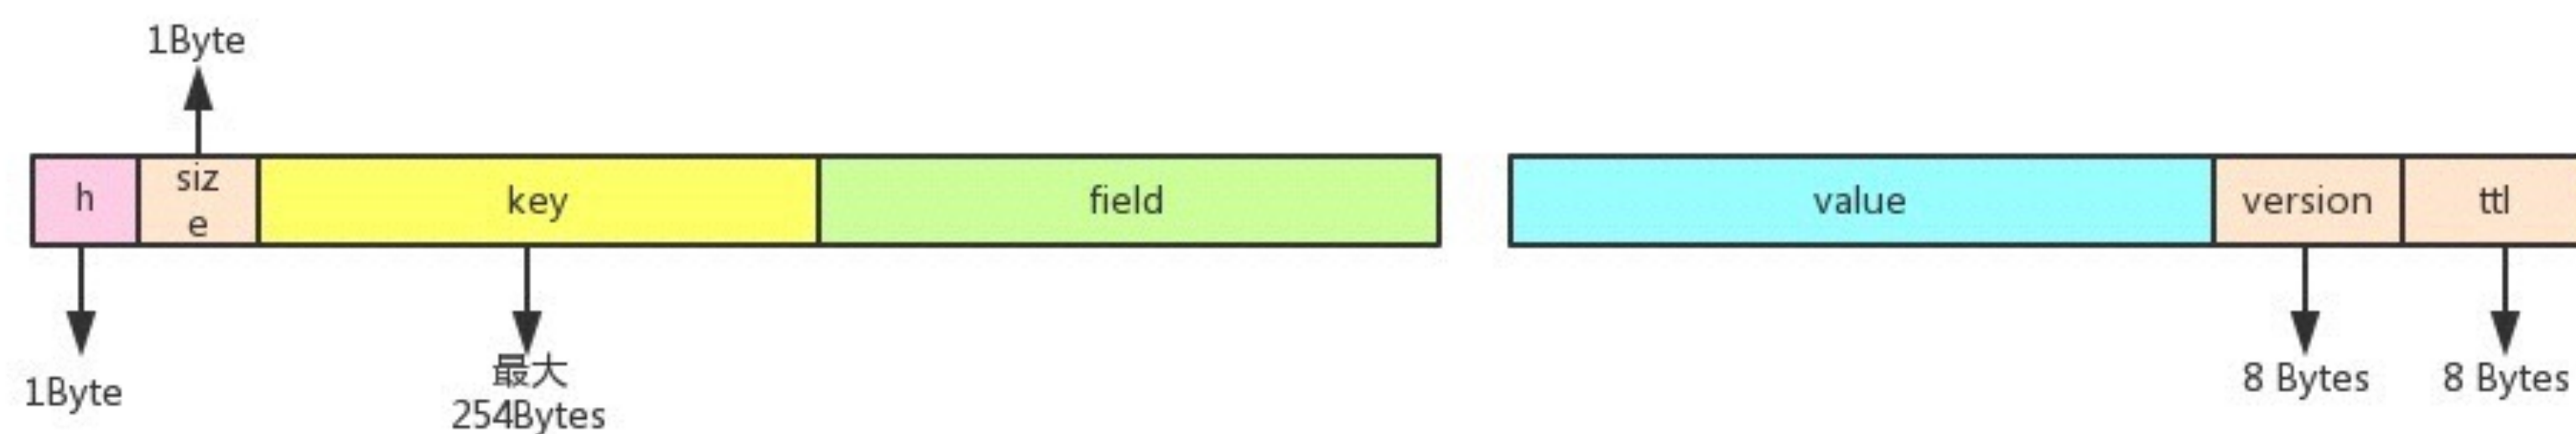 1Byte
h
siz
e
key
field
value
version
ttl
1Byte
最大
254Bytes
8 Bytes
8 Bytes